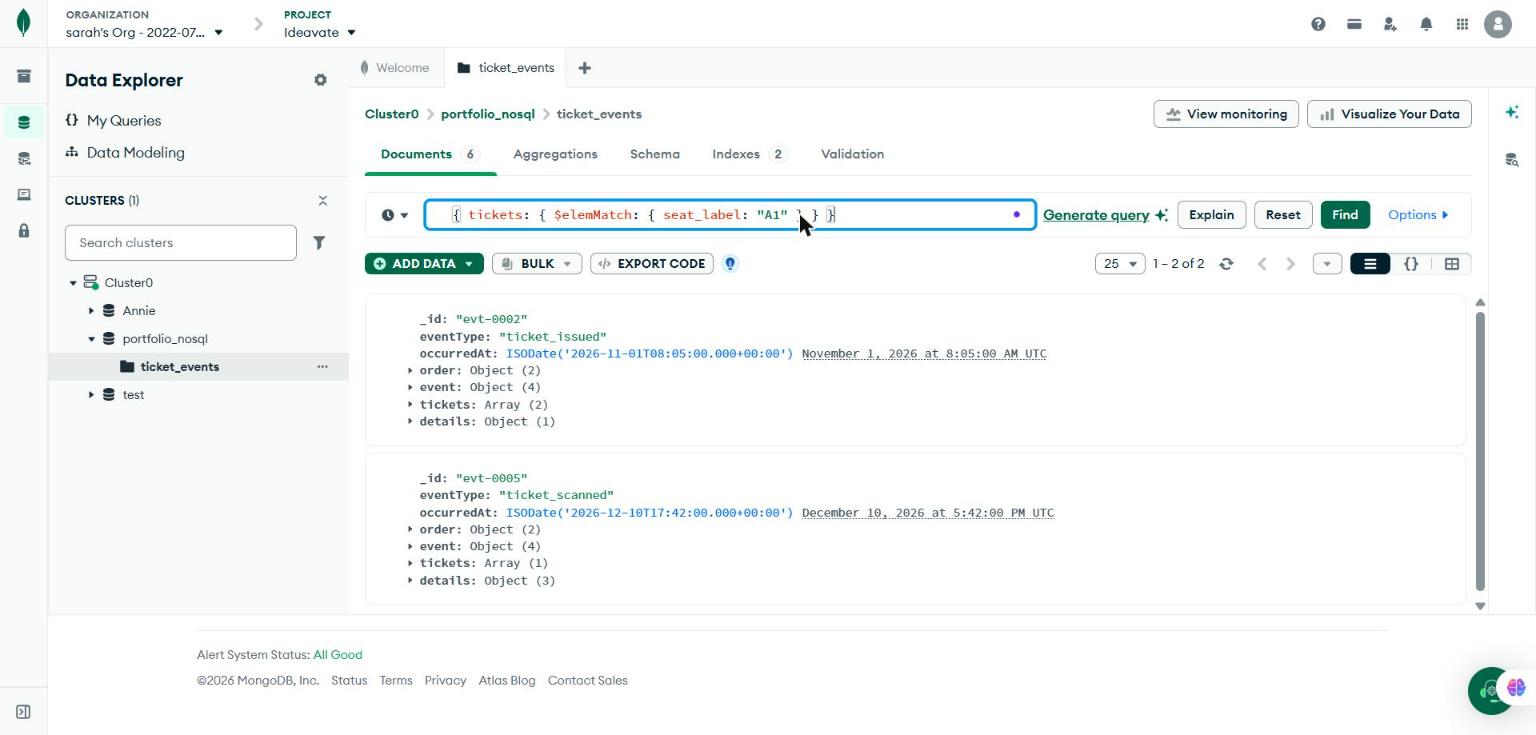 ORGANIZATION
sarah's Org - 2022-07...
PROJECT
Ideavate
Data Explorer
My Queries
Data Modeling
CLUSTERS (1)
Search clusters
Cluster0
Annie
portfolio_nosql
ticket_events
test
Welcome
ticket_events
Cluster0 > portfolio_nosql > ticket_events
View monitoring
Visualize Your Data
Documents 6 Aggregations Schema Indexes 2 Validation
{ tickets: { $elemMatch: { seat_label: "A1" } } }
Generate query
Explain
Reset
Find
Options
ADD DATA
BULK
EXPORT CODE
25
1 – 2 of 2
{}
_id: "evt-0002"
eventType: "ticket_issued"
occurredAt: ISODate('2026-11-01T08:05:00.000+00:00') November 1, 2026 at 8:05:00 AM UTC
order: Object (2)
event: Object (4)
tickets: Array (2)
details: Object (1)
_id: "evt-0005"
eventType: "ticket_scanned"
occurredAt: ISODate('2026-12-10T17:42:00.000+00:00') December 10, 2026 at 5:42:00 PM UTC
order: Object (2)
event: Object (4)
tickets: Array (1)
details: Object (3)
Alert System Status: All Good
©2026 MongoDB, Inc. Status Terms Privacy Atlas Blog Contact Sales